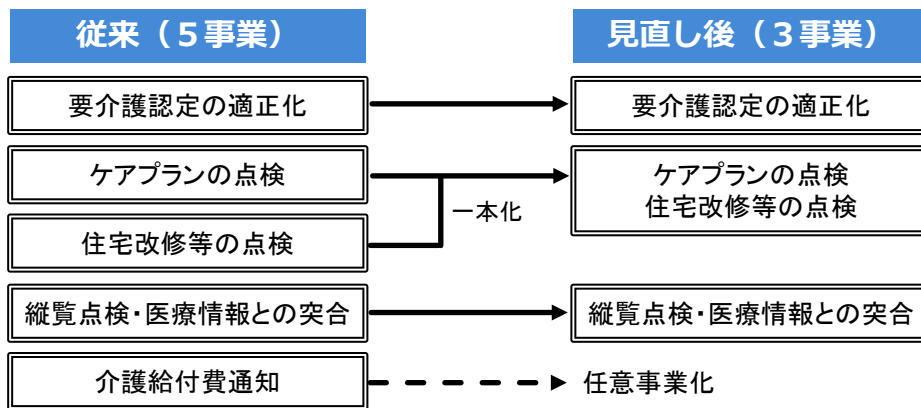 従来（５事業）
見直し後（３事業）
要介護認定の適正化
要介護認定の適正化
ケアプランの点検
ケアプランの点検
住宅改修等の点検
一本化
住宅改修等の点検
縦覧点検・医療情報との突合
縦覧点検・医療情報との突合
介護給付費通知
任意事業化